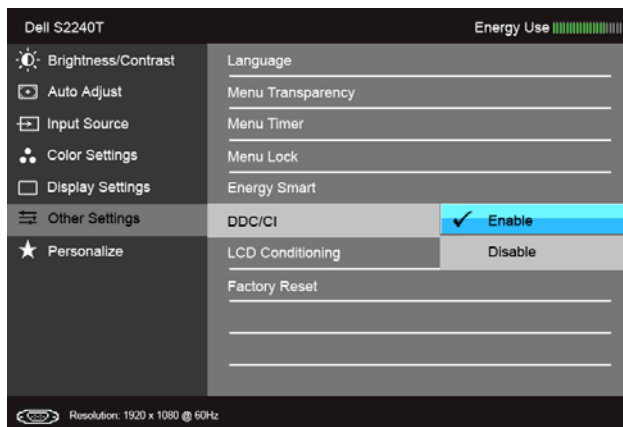 Dell S2240T
Energy Use
Brightness/Contrast
Auto Adjust
Input Source
Color Settings
Display Settings
Other Settings
Personalize
Language
Menu Transparency
Menu Timer
Menu Lock
Energy Smart
DDC/CI
Enable
LCD Conditioning
Disable
Factory Reset
Resolution: 1920 x 1080 @ 60Hz